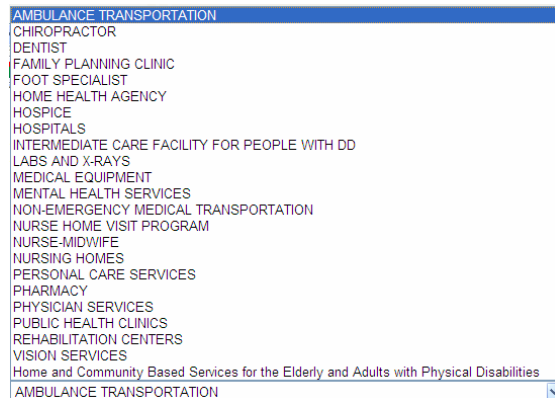 AMBULANCE TRANSPORTATION
CHIROPRACTOR
DENTIST
FAMILY PLANNING CLINIC
FOOT SPECIALIST
HOME HEALTH AGENCY
HOSPICE
HOSPITALS
INTERMEDIATE CARE FACILITY FOR PEOPLE WITH DD
LABS AND X-RAYS
MEDICAL EQUIPMENT
MENTAL HEALTH SERVICES
NON-EMERGENCY MEDICAL TRANSPORTATION
NURSE HOME VISIT PROGRAM
NURSE-MIDWIFE
NURSING HOMES
PERSONAL CARE SERVICES
PHARMACY
PHYSICIAN SERVICES
PUBLIC HEALTH CLINICS
REHABILITATION CENTERS
VISION SERVICES
Home and Community Based Services for the Elderly and Adults with Physical Disabilities
AMBULANCE TRANSPORTATION